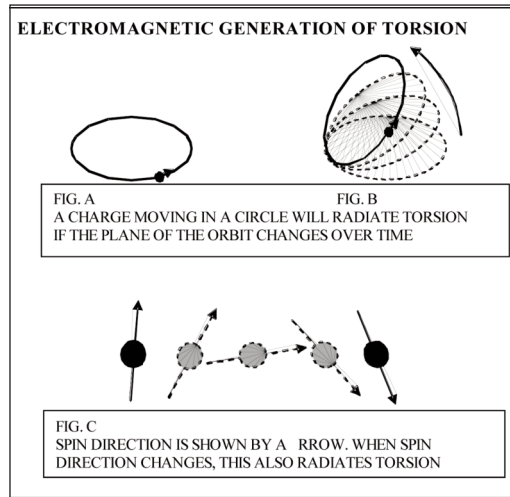 ELECTROMAGNETIC GENERATION OF TORSION
FIG. A FIG. B
A CHARGE MOVING IN A CIRCLE WILL RADIATE TORSION
IF THE PLANE OF THE ORBIT CHANGES OVER TIME
FIG. C
SPIN DIRECTION IS SHOWN BY A RROW. WHEN SPIN
DIRECTION CHANGES, THIS ALSO RADIATES TORSION